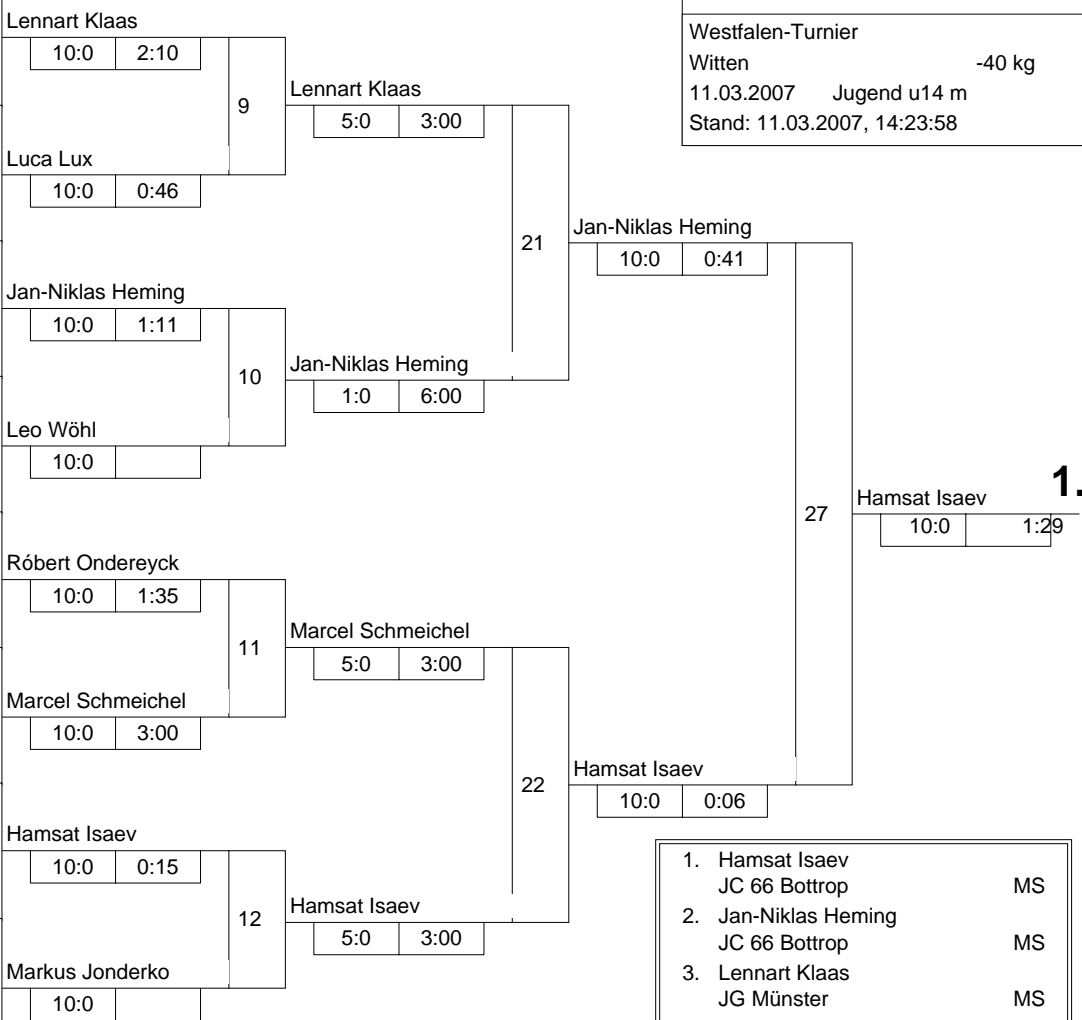 Westfalen-Turnier
Witten -40 kg
11.03.2007 Jugend u14 m
Stand: 11.03.2007, 14:23:58
Lennart Klaas
10:0 2:10
9
Luca Lux
10:0 0:46
Lennart Klaas
5:0 3:00
21
Jan-Niklas Heming
10:0 1:11
10
Leo Wöhl
10:0
Jan-Niklas Heming
1:0 6:00
Jan-Niklas Heming
10:0 0:41
27
Róbert Ondereyck
10:0 1:35
11
Marcel Schmeichel
10:0 3:00
Marcel Schmeichel
5:0 3:00
22
Hamsat Isaev
10:0 0:15
12
Markus Jonderko
10:0
Hamsat Isaev
5:0 3:00
Hamsat Isaev
10:0 0:06
Hamsat Isaev 1.
10:0 1:29
1. Hamsat Isaev
JC 66 Bottrop MS
2. Jan-Niklas Heming
JC 66 Bottrop MS
3. Lennart Klaas
JG Münster MS